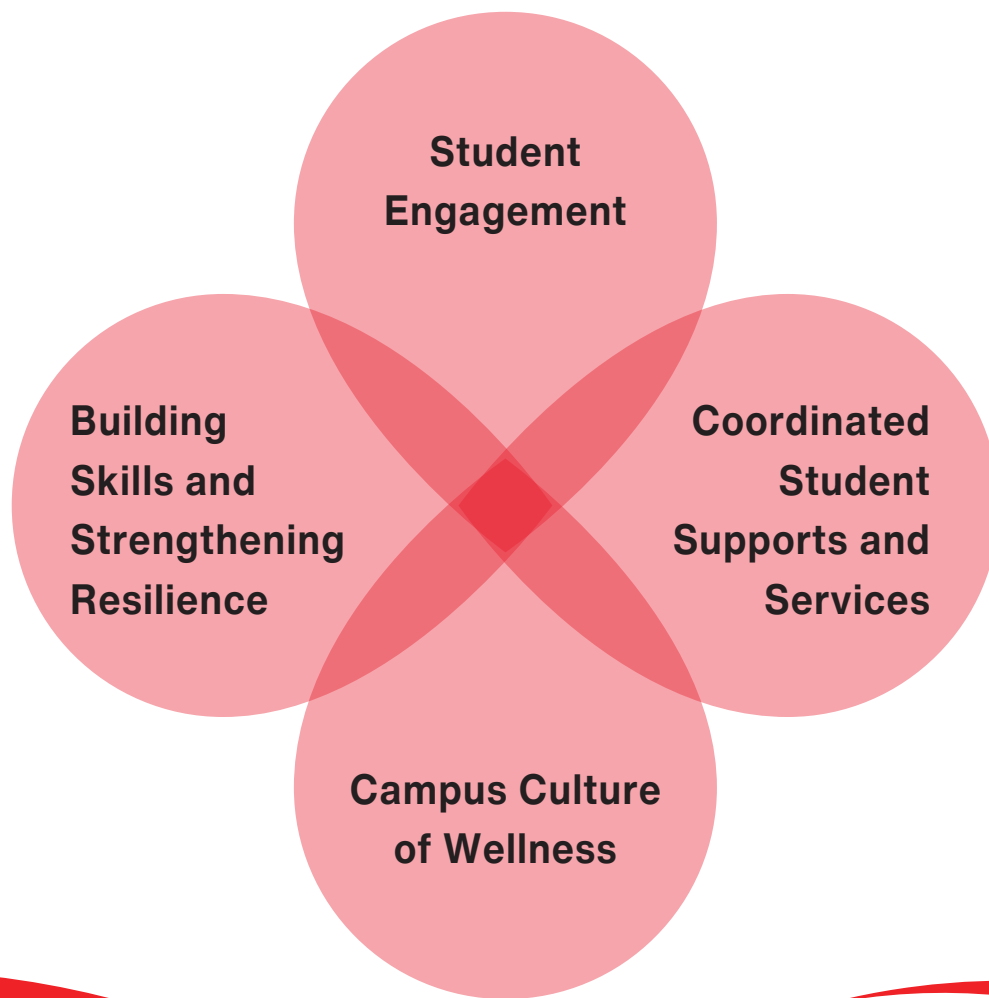 Student
Engagement
Building
Skills and
Strengthening
Resilience
Coordinated
Student
Supports and
Services
Campus Culture
of Wellness